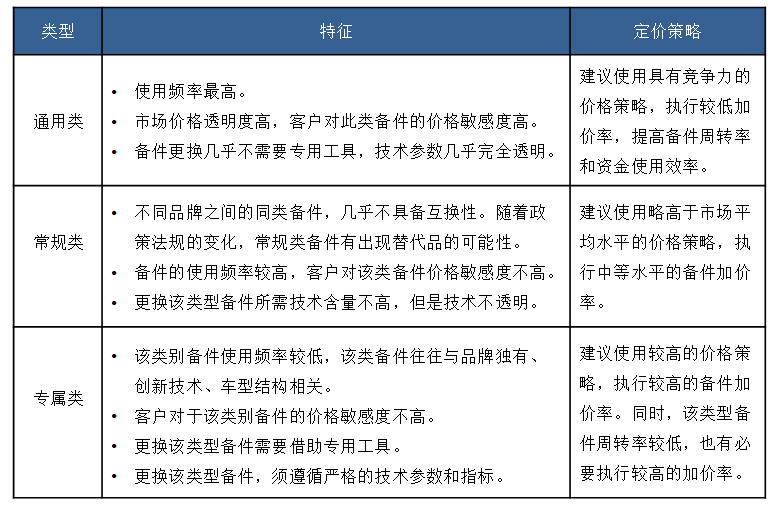 类型
特征
定价策略
通用类
• 使用频率最高。
• 市场价格透明度高，客户对此类备件的价格敏感度高。
• 备件更换几乎不需要专用工具，技术参数几乎完全透明。
建议使用具有竞争力的
价格策略，执行较低加
价率，提高备件周转率
和资金使用效率。
常规类
• 不同品牌之间的同类备件，几乎不具备互换性。随着政
策法规的变化，常规类备件有出现替代品的可能性。
• 备件的使用频率较高，客户对该类备件价格敏感度不高。
• 更换该类型备件所需技术含量不高，但是技术不透明。
建议使用略高于市场平
均水平的价格策略，执
行中等水平的备件加价
率。
专属类
• 该类别备件使用频率较低，该类备件往往与品牌独有、
创新技术、车型结构相关。
• 客户对于该类别备件的价格敏感度不高。
• 更换该类型备件需要借助专用工具。
• 更换该类型备件，须遵循严格的技术参数和指标。
建议使用较高的价格策
略，执行较高的备件加
价率。同时，该类型备
件周转率较低，也有必
要执行较高的加价率。